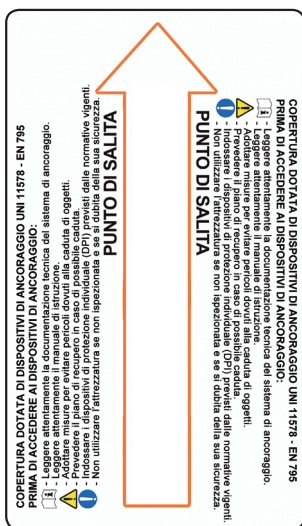 COPERTURA DOTATA DI DISPOSITIVI DI ANCORAGGIO UNI 11578 - EN 795
PRIMA DI ACCEDERE AI DISPOSITIVI DI ANCORAGGIO:
- Leggere attentamente la documentazione tecnica del sistema di ancoraggio.
- Leggere attentamente il manuale di istruzione.
- Adottare misure per evitare pericoli dovuti alla caduta di oggetti.
- Prevedere il piano di recupero in caso di possibile caduta.
- Indossare i dispositivi di protezione individuale (DPI) previsti dalle normative vigenti.
- Non utilizzare l'attrezzatura se non ispezionata e se si dubita della sua sicurezza.
PUNTO DI SALITA
COPERTURA DOTATA DI DISPOSITIVI DI ANCORAGGIO UNI 11578 - EN 795
PRIMA DI ACCEDERE AI DISPOSITIVI DI ANCORAGGIO:
- Leggere attentamente la documentazione tecnica del sistema di ancoraggio.
- Leggere attentamente il manuale di istruzione.
- Adottare misure per evitare pericoli dovuti alla caduta di oggetti.
- Prevedere il piano di recupero in caso di possibile caduta.
- Indossare i dispositivi di protezione individuale (DPI) previsti dalle normative vigenti.
- Non utilizzare l'attrezzatura se non ispezionata e se si dubita della sua sicurezza.
PUNTO DI SALITA